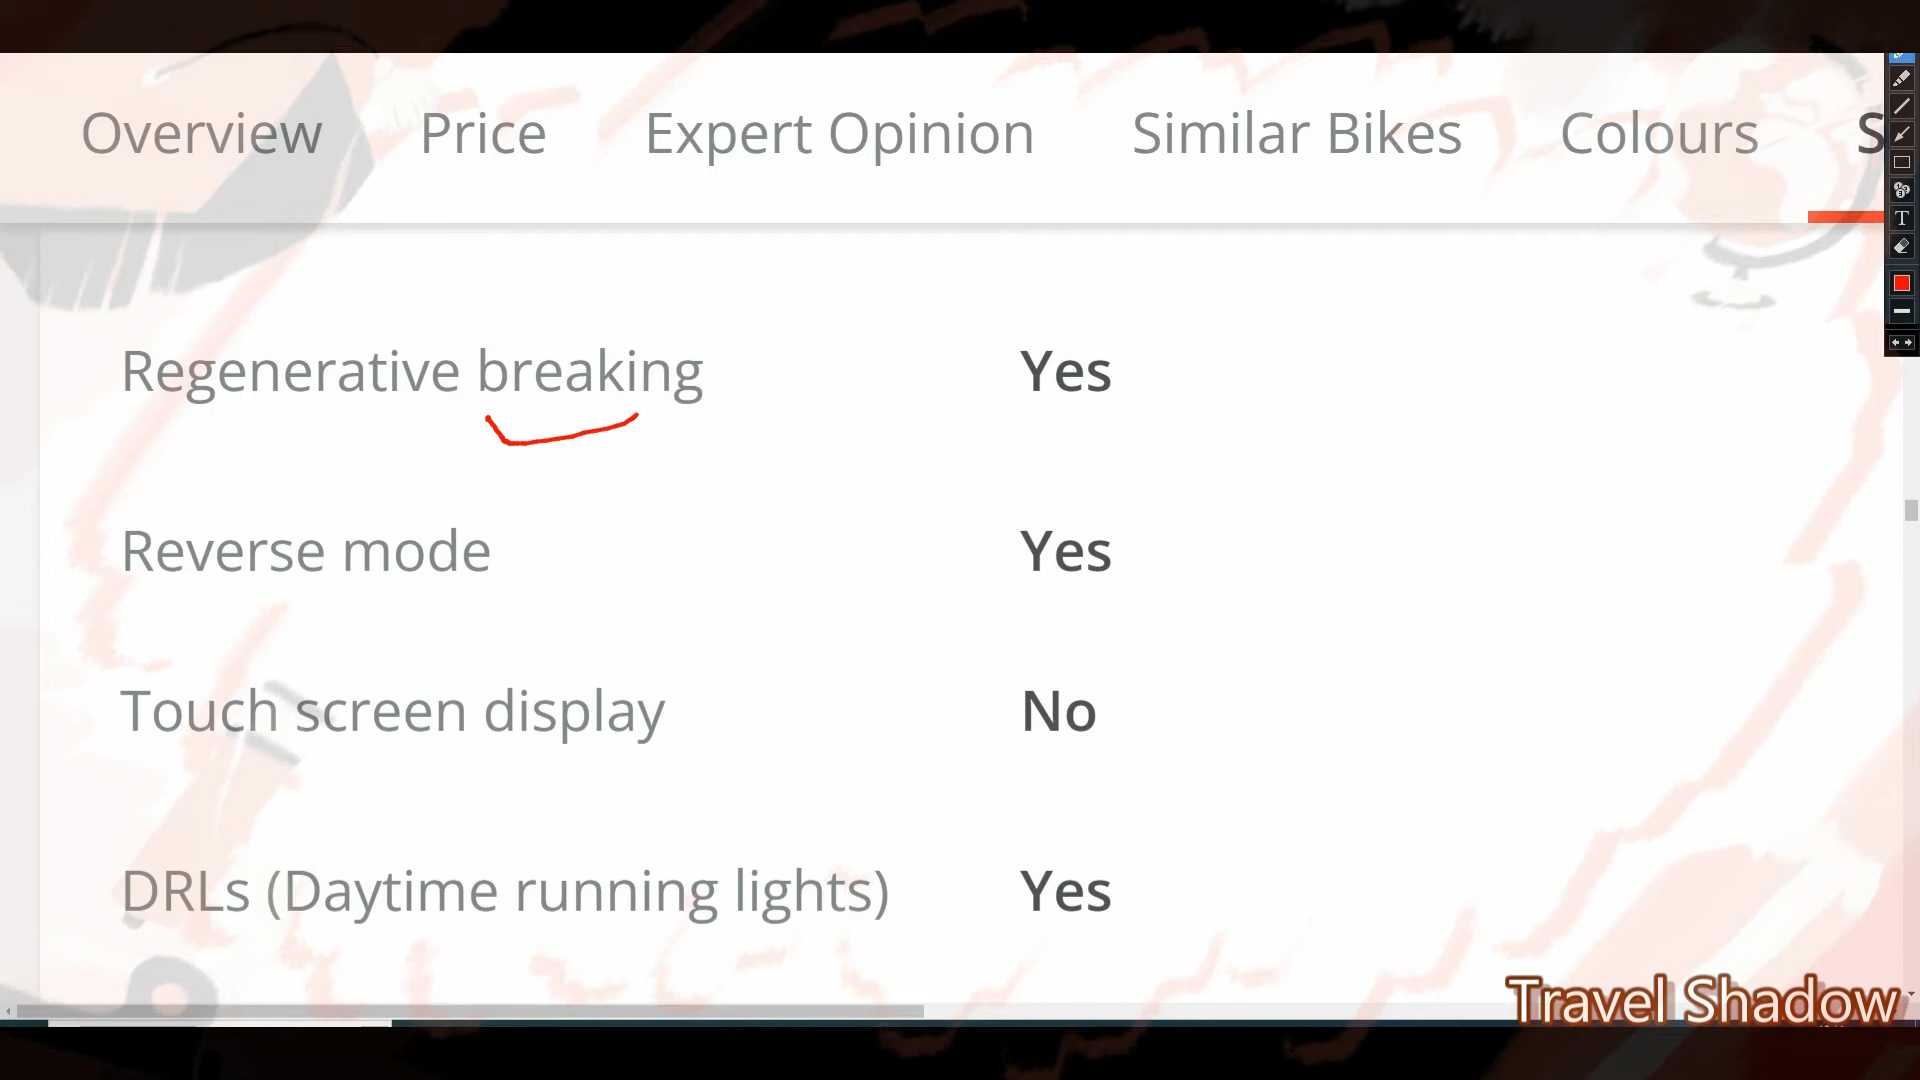 Overview Price Expert Opinion Similar Bikes Colours S
Regenerative breaking Yes
Reverse mode Yes
Touch screen display No
DRLs (Daytime running lights) Yes
Travel Shadow